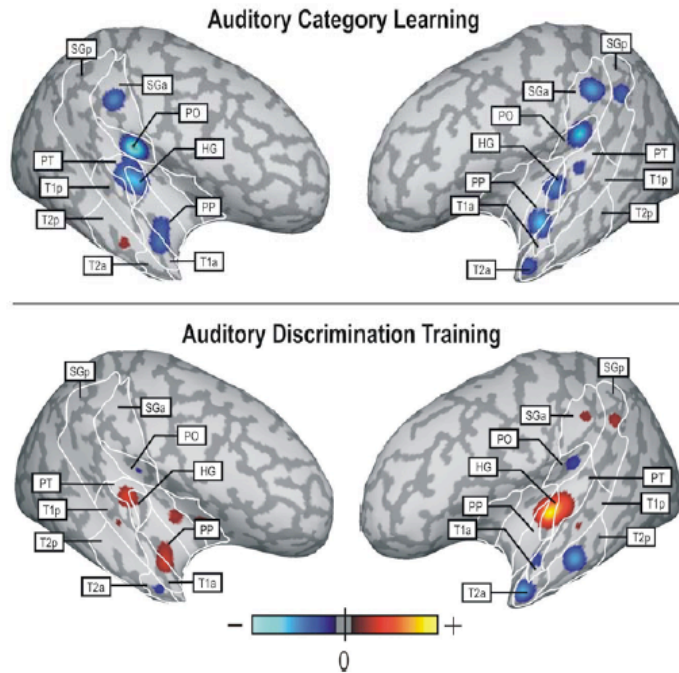 Auditory Category Learning
SGp
SGa
PO
HG
PT
T1p
PP
T2p
T2a
T1a
SGp
SGa
PO
HG
PT
PP
T1p
T1a
T2p
T2a
Auditory Discrimination Training
SGp
SGa
PO
HG
PT
T1p
PP
T2p
T2a
T1a
SGp
SGa
PO
HG
PT
PP
T1p
T1a
T2p
T2a
− +
0